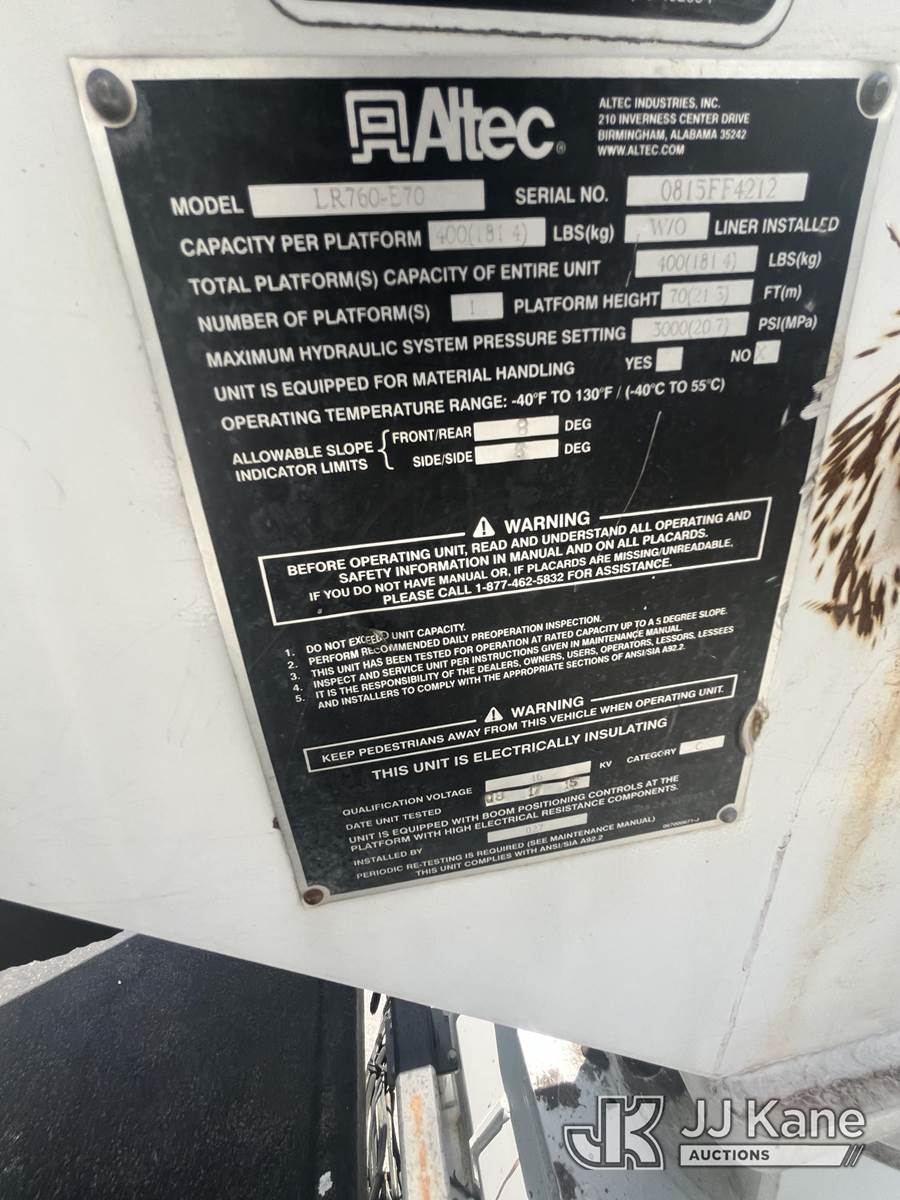 Altec
ALTEC INDUSTRIES, INC.
210 INVERNESS CENTER DRIVE
BIRMINGHAM, ALABAMA 35242
WWW.ALTEC.COM
MODEL LR760-E70 SERIAL NO. 0815FF4212
CAPACITY PER PLATFORM 400(181.4) LBS(kg) W/O LINER INSTALLED
TOTAL PLATFORM(S) CAPACITY OF ENTIRE UNIT 400(181.4) LBS(kg)
NUMBER OF PLATFORM(S) 1 PLATFORM HEIGHT 70(21.3) FT(m)
MAXIMUM HYDRAULIC SYSTEM PRESSURE SETTING 3000(20.7) PSI(MPa)
UNIT IS EQUIPPED FOR MATERIAL HANDLING YES NO X
OPERATING TEMPERATURE RANGE: -40°F TO 130°F / (-40°C TO 55°C)
ALLOWABLE SLOPE INDICATOR LIMITS
FRONT/REAR 8 DEG
SIDE/SIDE DEG
WARNING
BEFORE OPERATING UNIT, READ AND UNDERSTAND ALL OPERATING AND
SAFETY INFORMATION IN MANUAL AND ON ALL PLACARDS.
IF YOU DO NOT HAVE MANUAL OR, IF PLACARDS ARE MISSING/UNREADABLE,
PLEASE CALL 1-877-462-5832 FOR ASSISTANCE.
1. DO NOT EXCEED UNIT CAPACITY.
2. PERFORM RECOMMENDED DAILY PREOPERATION INSPECTION.
3. THIS UNIT HAS BEEN TESTED FOR OPERATION AT RATED CAPACITY UP TO A 5 DEGREE SLOPE.
4. INSPECT AND SERVICE UNIT PER INSTRUCTIONS GIVEN IN MAINTENANCE MANUAL.
5. IT IS THE RESPONSIBILITY OF THE DEALERS, OWNERS, USERS, OPERATORS, LESSORS, LESSEES
AND INSTALLERS TO COMPLY WITH THE APPROPRIATE SECTIONS OF ANSI/SIA A92.2.
WARNING
KEEP PEDESTRIANS AWAY FROM THIS VEHICLE WHEN OPERATING UNIT.
THIS UNIT IS ELECTRICALLY INSULATING
QUALIFICATION VOLTAGE 46 KV CATEGORY C
DATE UNIT TESTED 08 17 15
UNIT IS EQUIPPED WITH BOOM POSITIONING CONTROLS AT THE
PLATFORM WITH HIGH ELECTRICAL RESISTANCE COMPONENTS.
INSTALLED BY 027
PERIODIC RE-TESTING IS REQUIRED (SEE MAINTENANCE MANUAL)
THIS UNIT COMPLIES WITH ANSI/SIA A92.2
JK JJ Kane
AUCTIONS